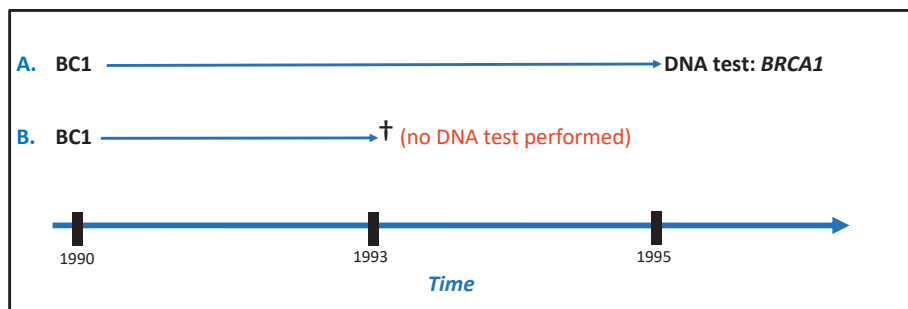 A. BC1 DNA test: BRCA1
B. BC1 † (no DNA test performed)
1990 1993 1995
Time